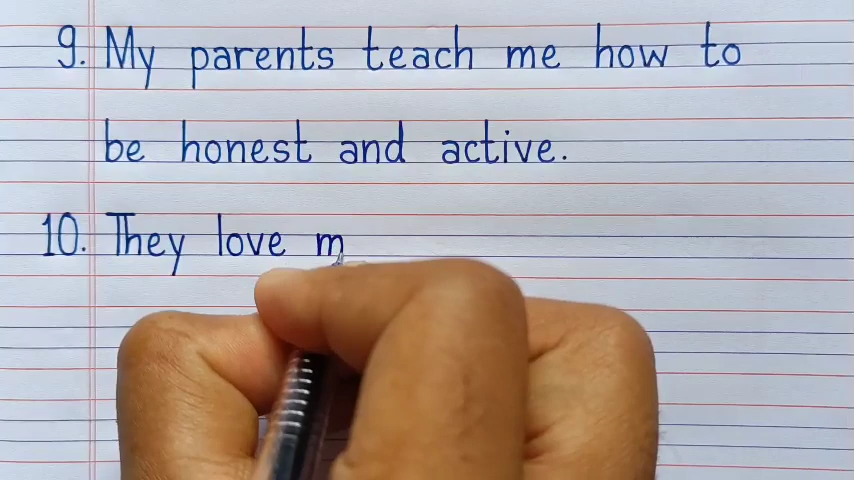 9. My parents teach me how to
be honest and active.
10. They love m